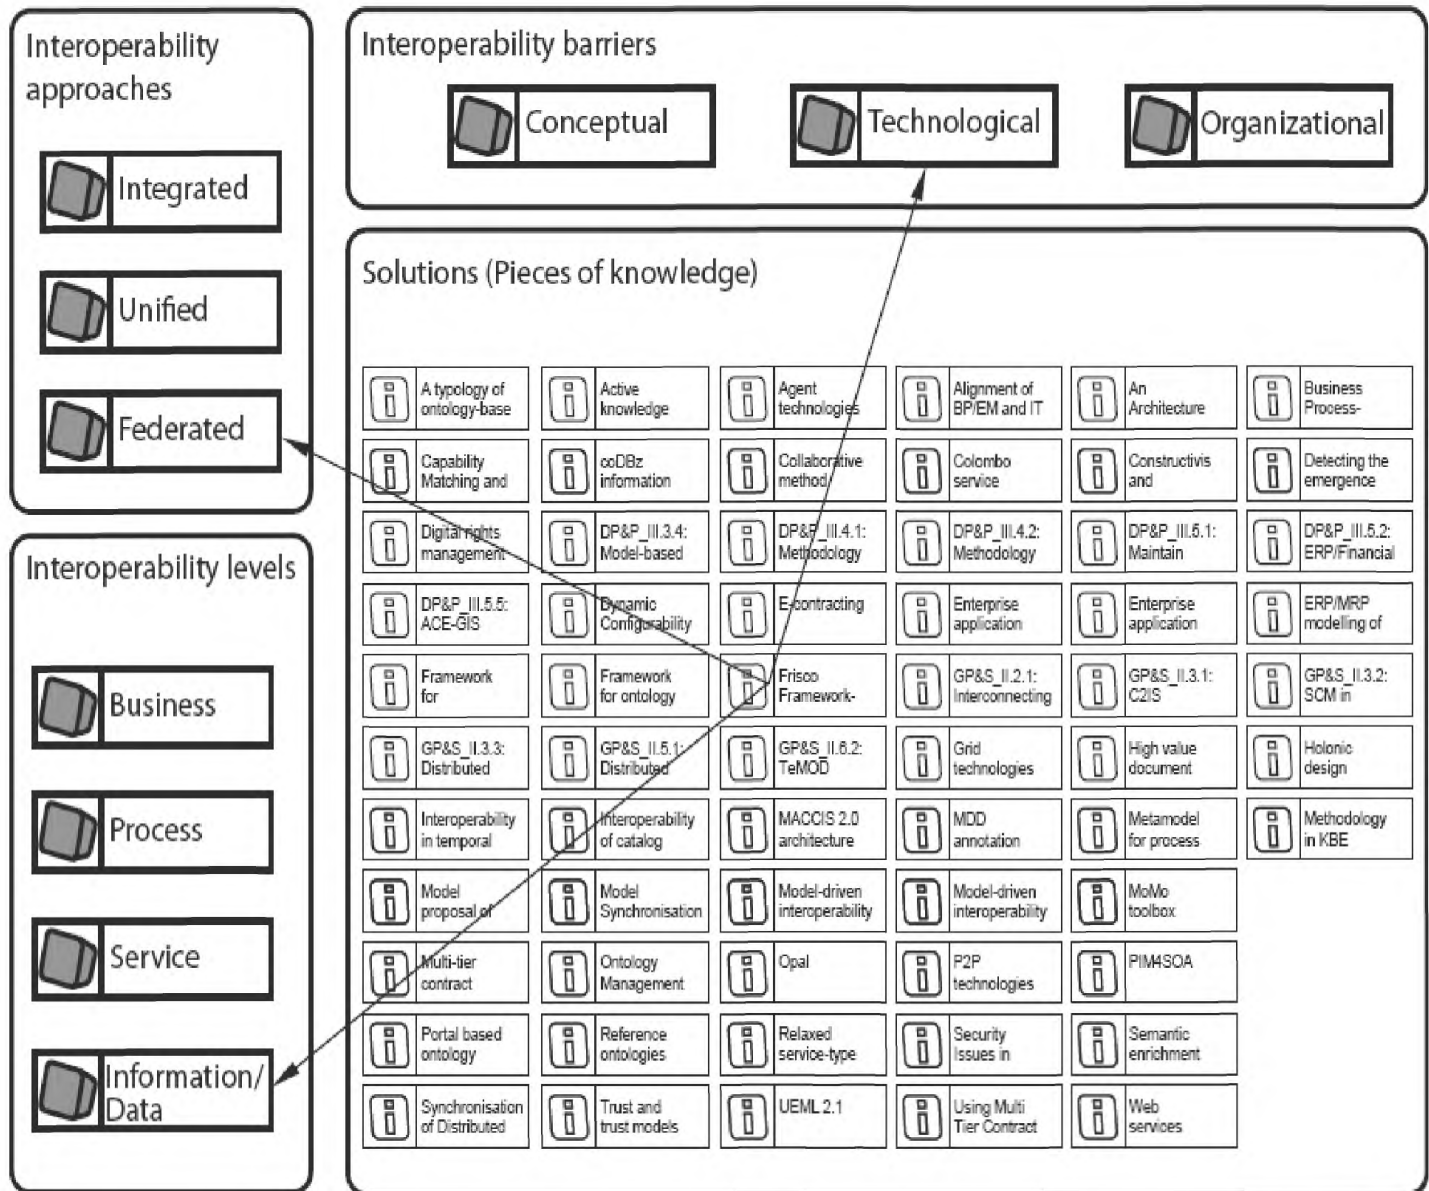 Interoperability
approaches
Integrated
Unified
Federated
Interoperability levels
Business
Process
Service
Information/
Data
Interoperability barriers
Conceptual
Technological
Organizational
Solutions (Pieces of knowledge)
A typology of
ontology-base
Active
knowledge
Agent
technologies
Alignment of
BP/EM and IT
An
Architecture
Business
Process-
Capability
Matching and
coDBz
information
Collaborative
method
Colombo
service
Constructivis
and
Detecting the
emergence
Digital rights
management
DP&P_III.3.4:
Model-based
DP&P_III.4.1:
Methodology
DP&P_III.4.2:
Methodology
DP&P_III.5.1:
Maintain
DP&P_III.5.2:
ERP/Financial
DP&P_III.5.5:
ACE-GIS
Dynamic
Configurability
E-contracting
Enterprise
application
Enterprise
application
ERP/MRP
modelling of
Framework
for
Framework
for ontology
Frisco
Framework-
GP&S_II.2.1:
Interconnecting
GP&S_II.3.1:
C2IS
GP&S_II.3.2:
SCM in
GP&S_II.3.3:
Distributed
GP&S_II.5.1:
Distributed
GP&S_II.6.2:
TeMOD
Grid
technologies
High value
document
Holonic
design
Interoperability
in temporal
Interoperability
of catalog
MACCIS 2.0
architecture
MDD
annotation
Metamodel
for process
Methodology
in KBE
Model
proposal of
Model
Synchronisation
Model-driven
interoperability
Model-driven
interoperability
MoMo
toolbox
Multi-tier
contract
Ontology
Management
Opal
P2P
technologies
PIM4SOA
Portal based
ontology
Reference
ontologies
Relaxed
service-type
Security
Issues in
Semantic
enrichment
Synchronisation
of Distributed
Trust and
trust models
UEML 2.1
Using Multi
Tier Contract
Web
services